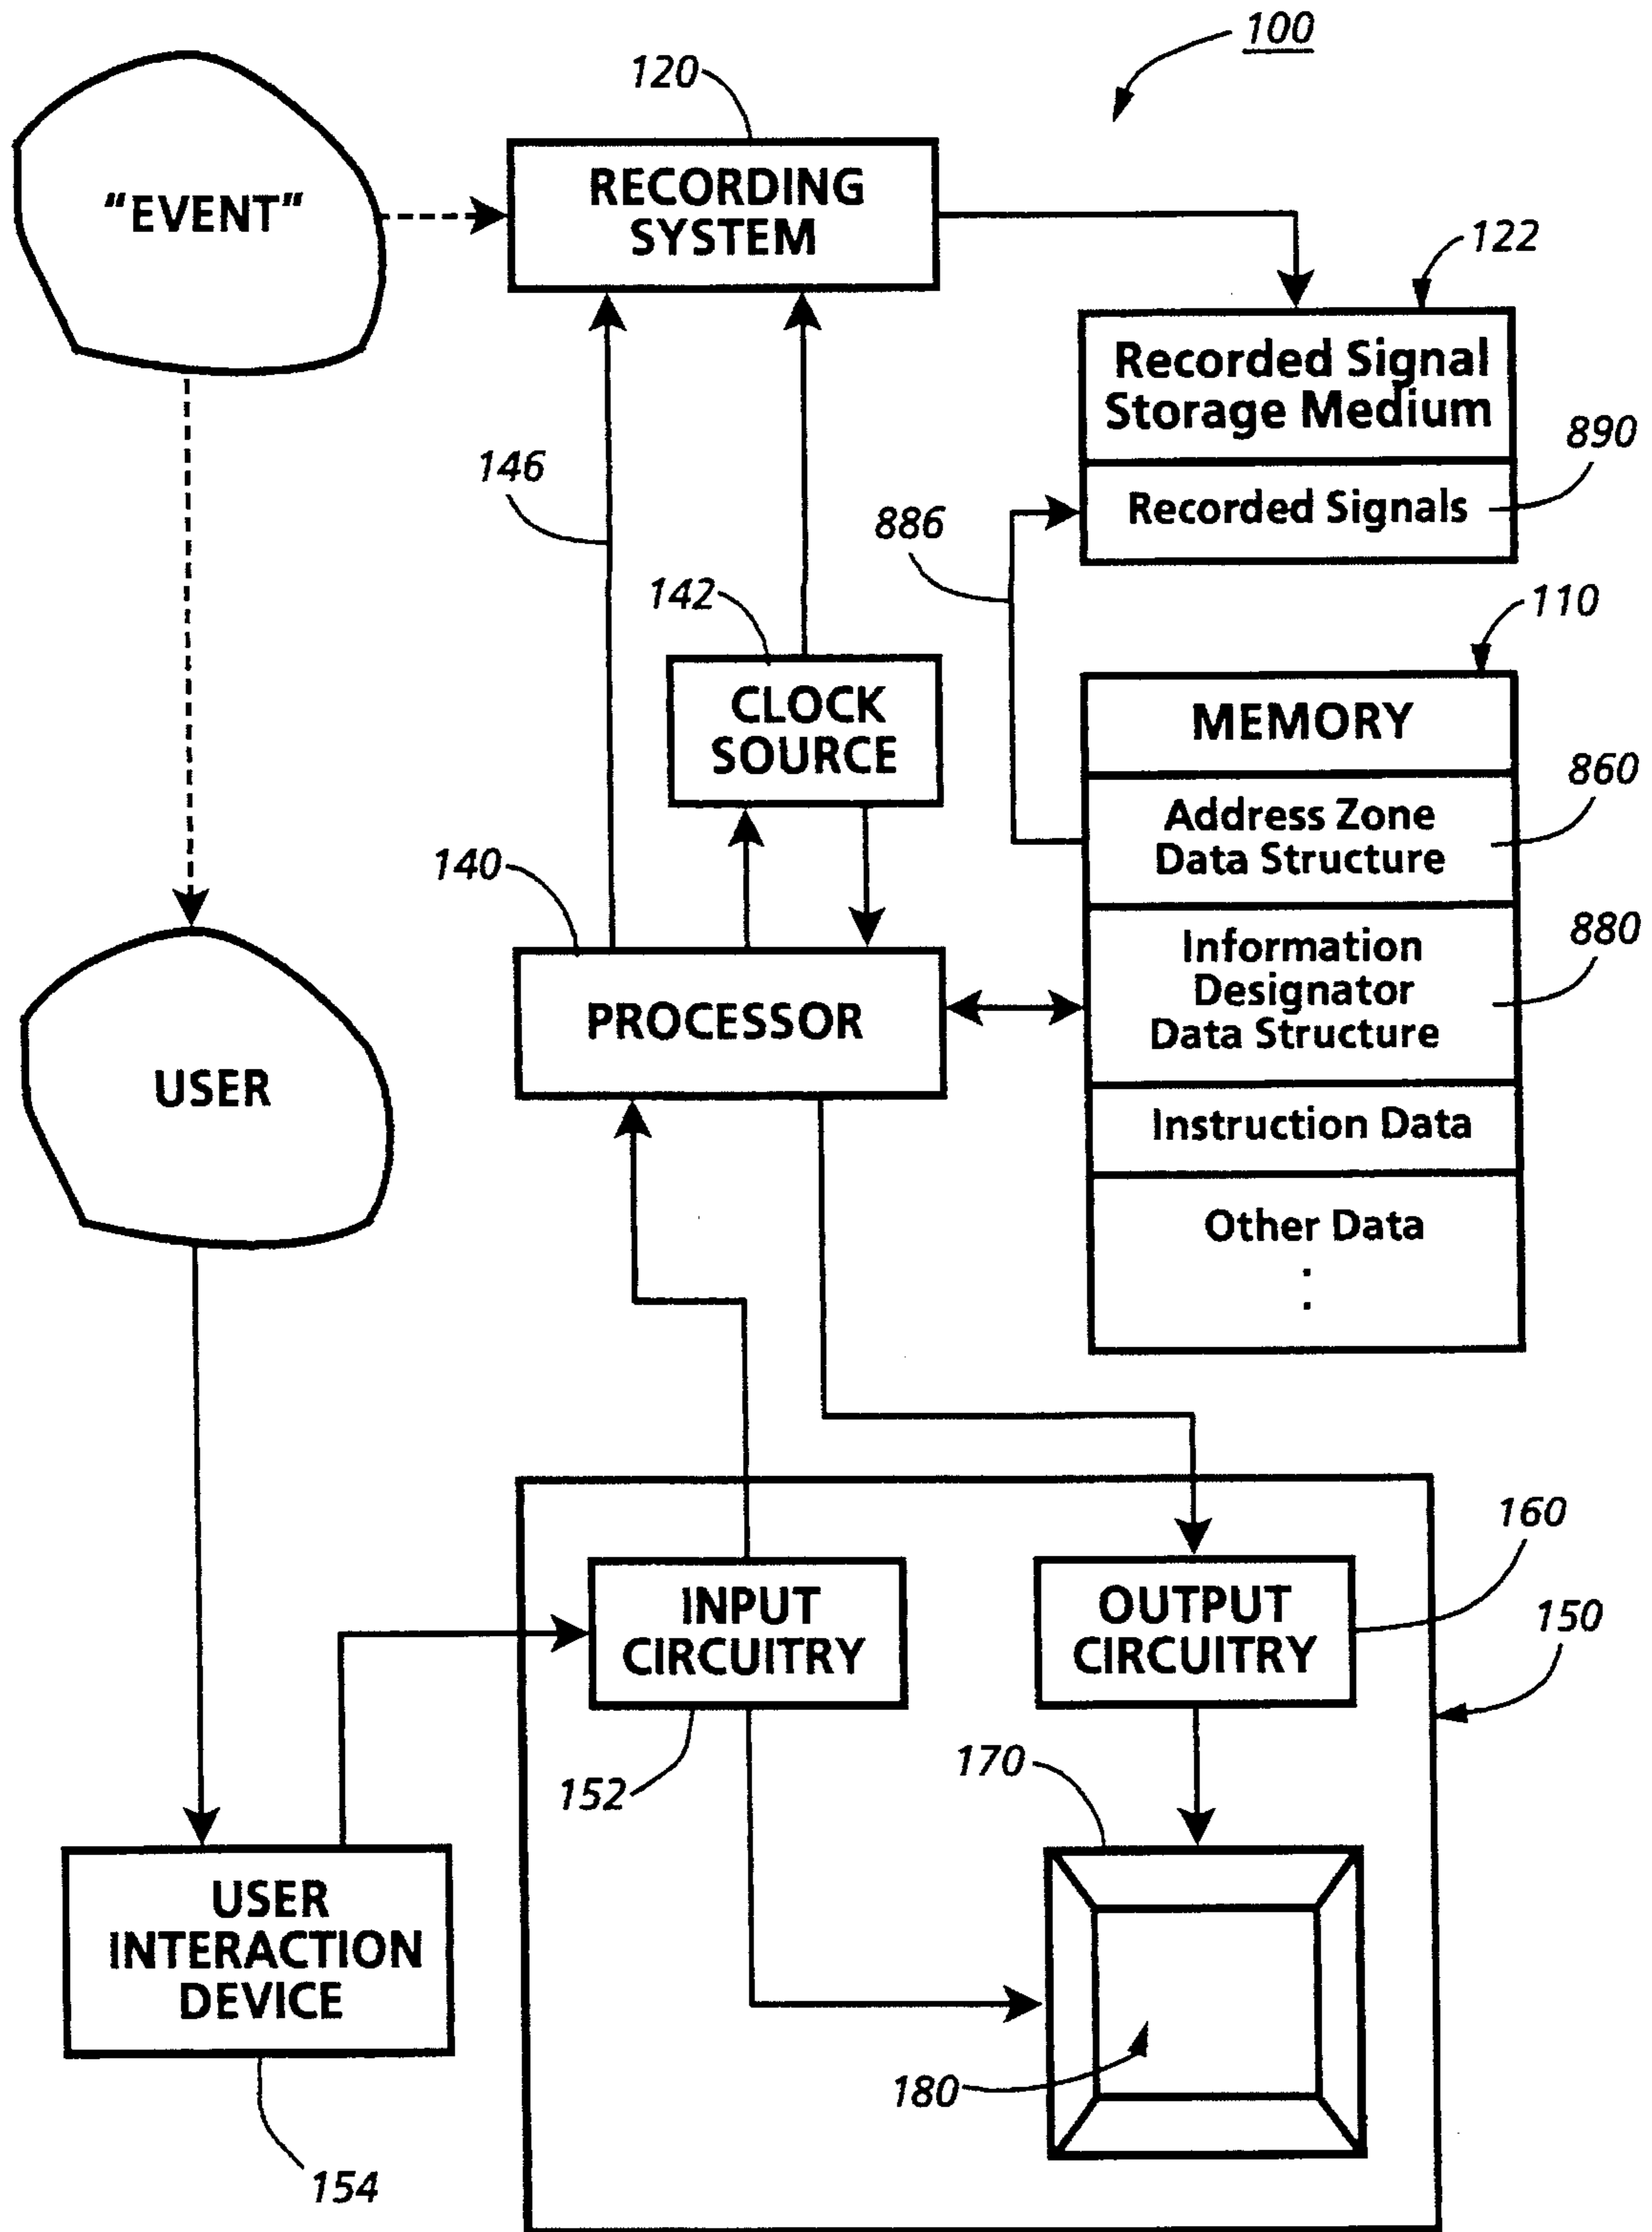 100
120
"EVENT"
RECORDING
SYSTEM
122
Recorded Signal
Storage Medium
890
Recorded Signals
146
886
142
110
CLOCK
SOURCE
MEMORY
860
Address Zone
Data Structure
140
880
Information
Designator
Data Structure
PROCESSOR
USER
Instruction Data
Other Data
.
.
160
INPUT
CIRCUITRY
OUTPUT
CIRCUITRY
150
170
152
USER
INTERACTION
DEVICE
180
154